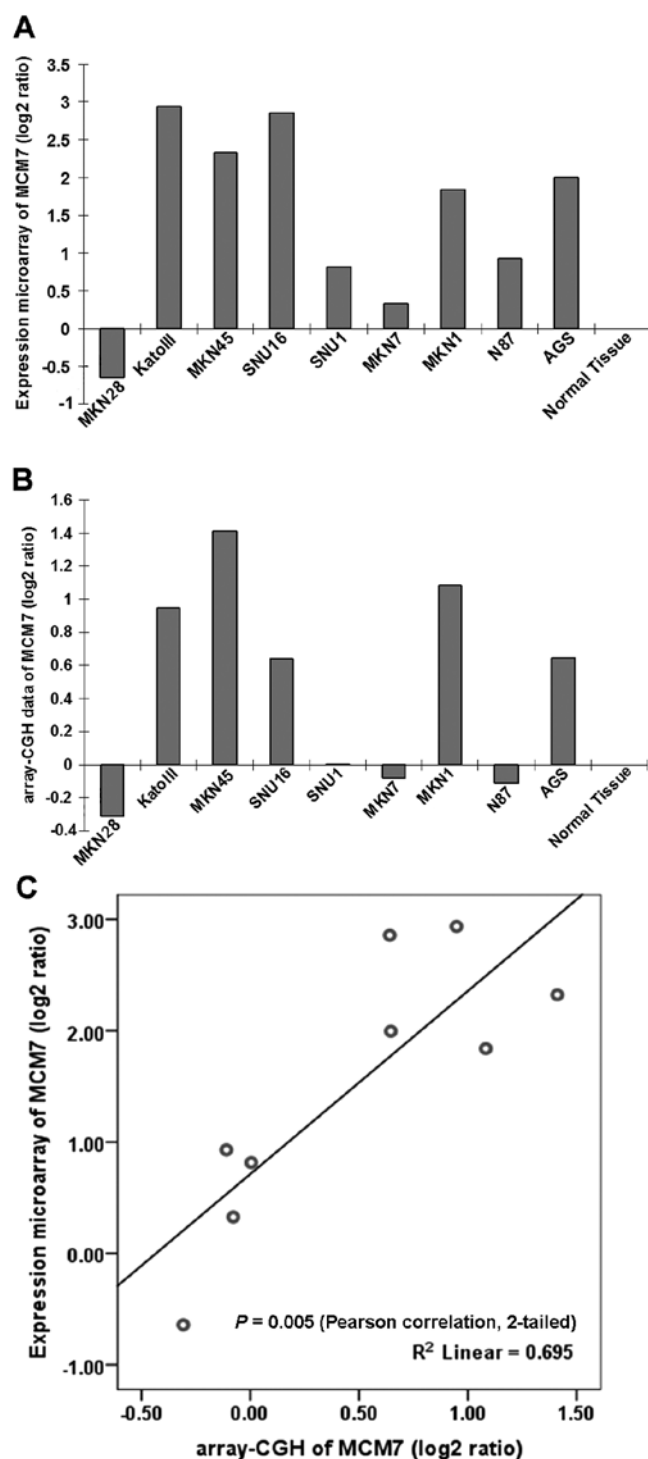 A
Expression microarray of MCM7 (log2 ratio)
3.5
3
2.5
2
1.5
1
0.5
0
-0.5
-1
MKN28
KatoIII
MKN45
SNU16
SNU1
MKN7
MKN1
N87
AGS
Normal Tissue
B
array-CGH data of MCM7 (log2 ratio)
1.6
1.4
1.2
1
0.8
0.6
0.4
0.2
0
-0.2
-0.4
MKN28
KatoIII
MKN45
SNU16
SNU1
MKN7
MKN1
N87
AGS
Normal Tissue
C
Expression microarray of MCM7 (log2 ratio)
3.00
2.00
1.00
0.00
-1.00
P = 0.005 (Pearson correlation, 2-tailed)
R² Linear = 0.695
-0.50 0.00 0.50 1.00 1.50
array-CGH of MCM7 (log2 ratio)